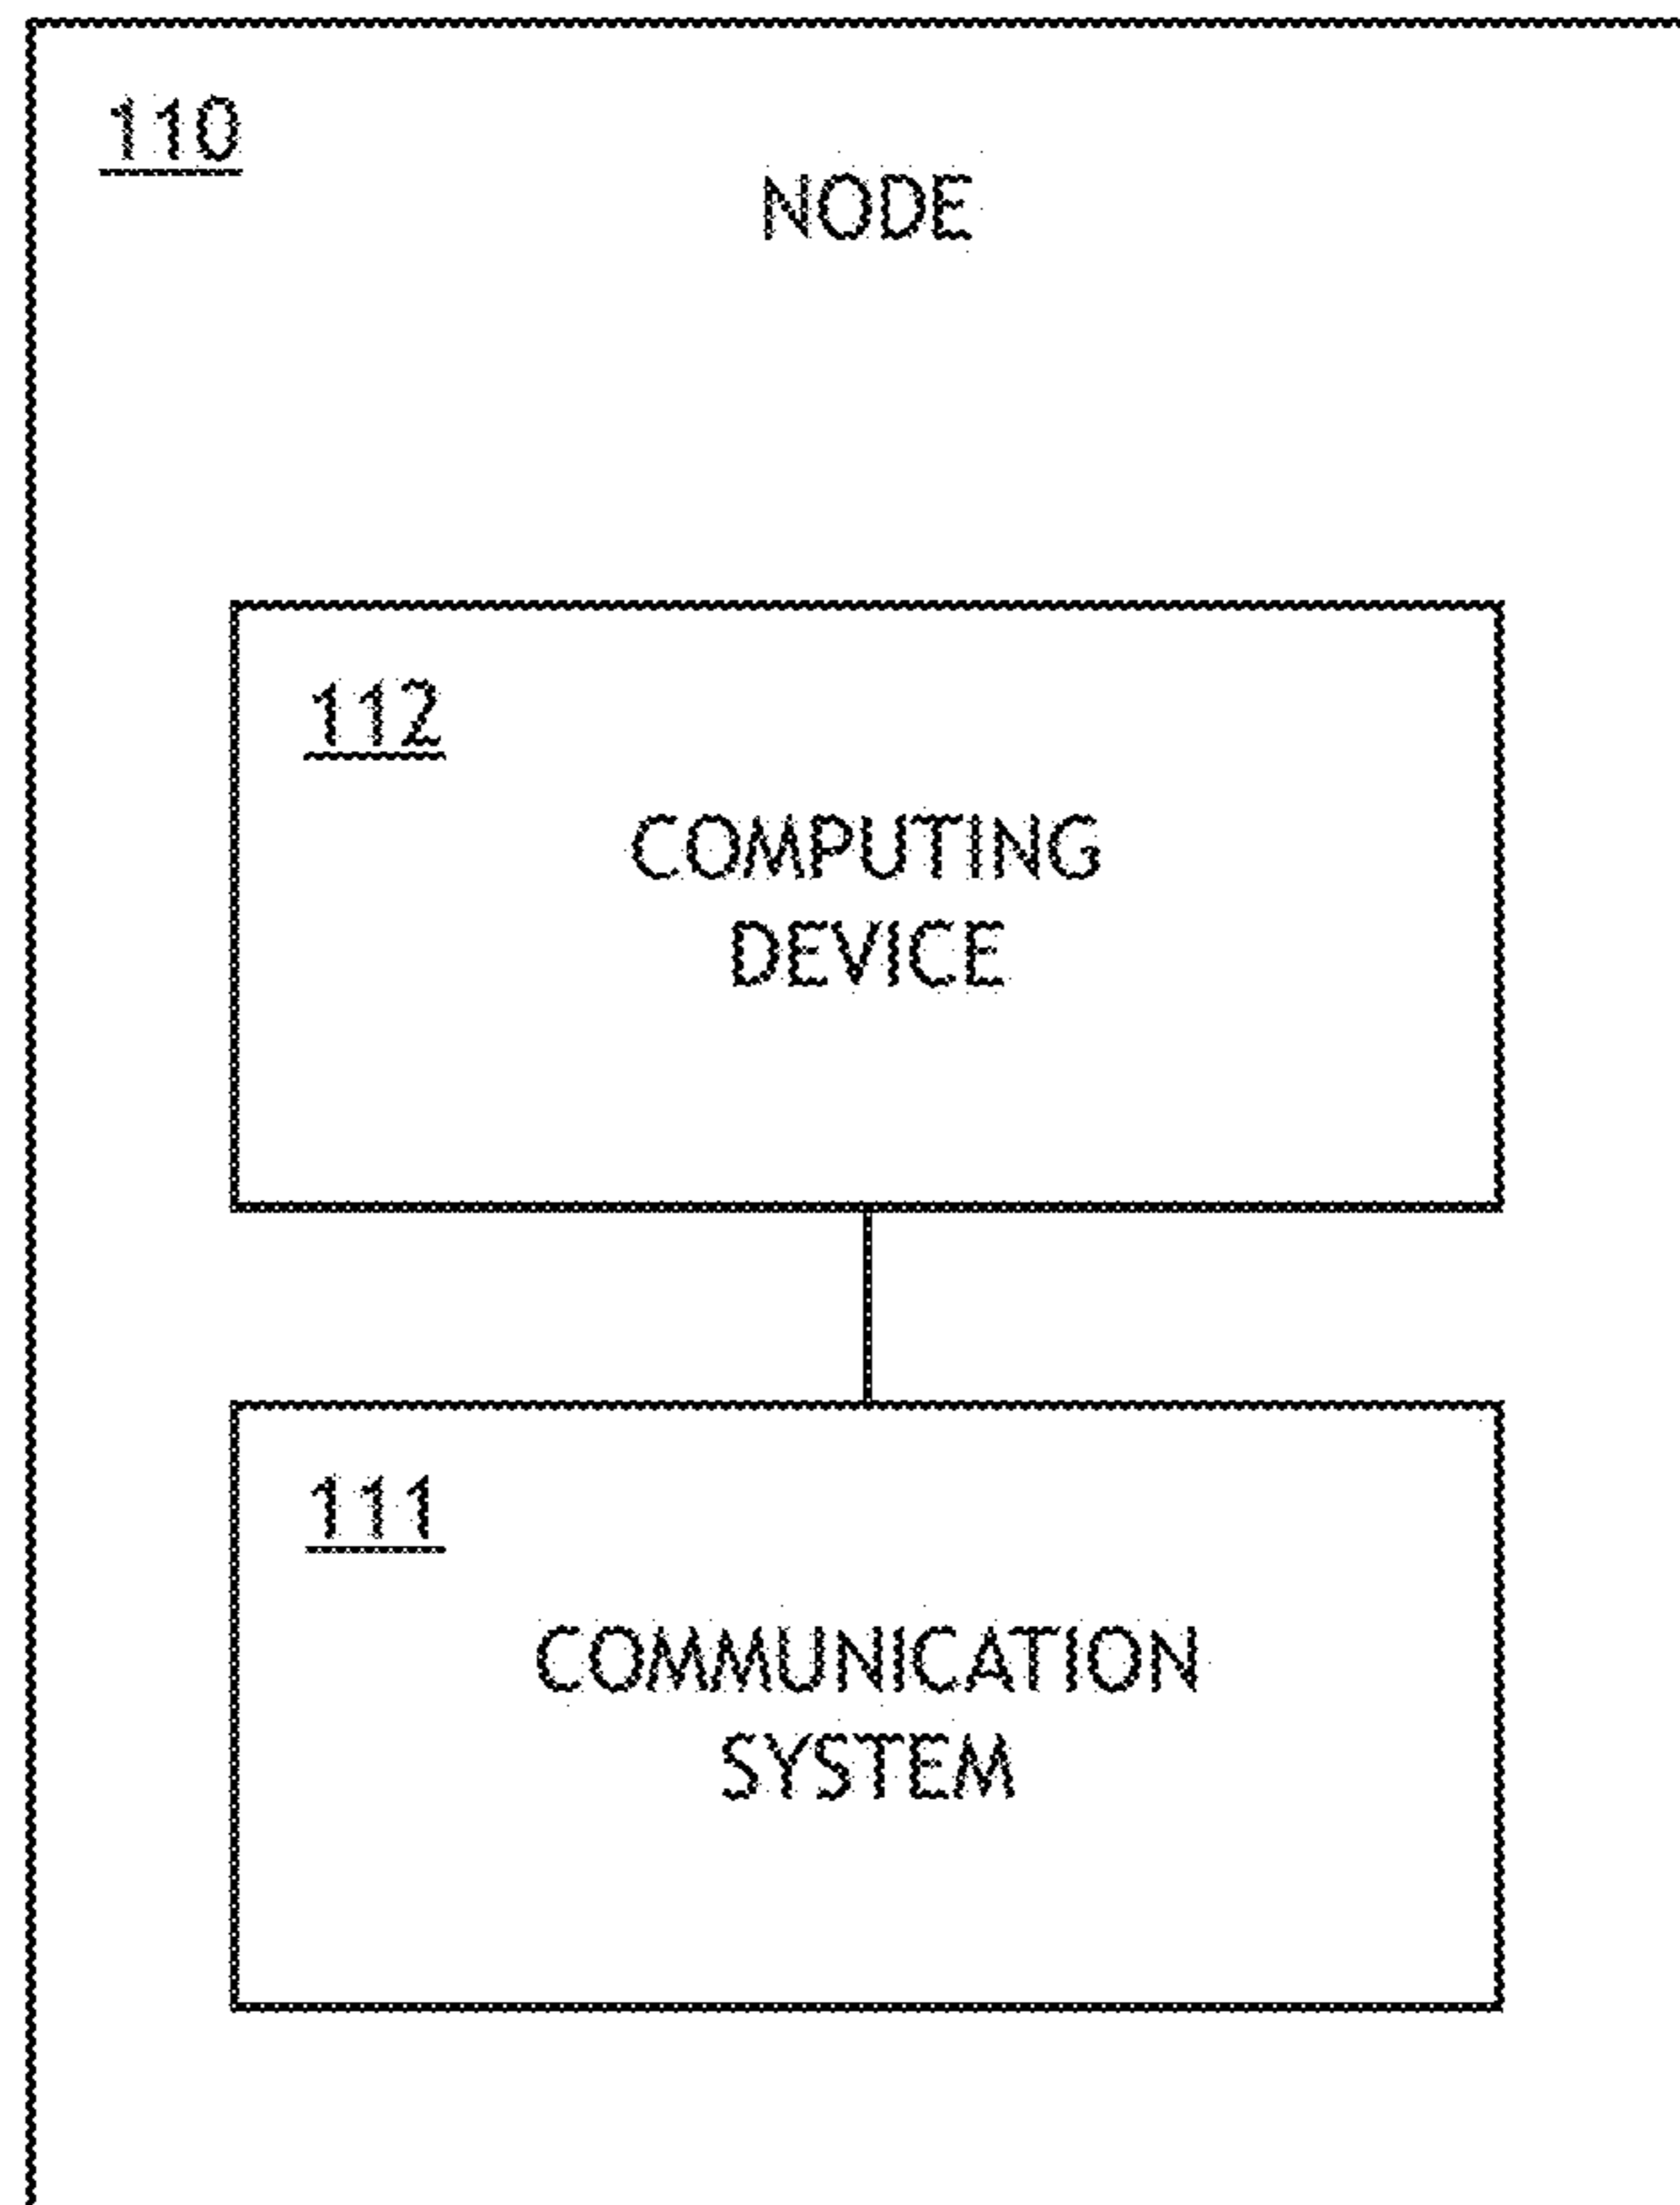 110
NODE
112
COMPUTING
DEVICE
111
COMMUNICATION
SYSTEM